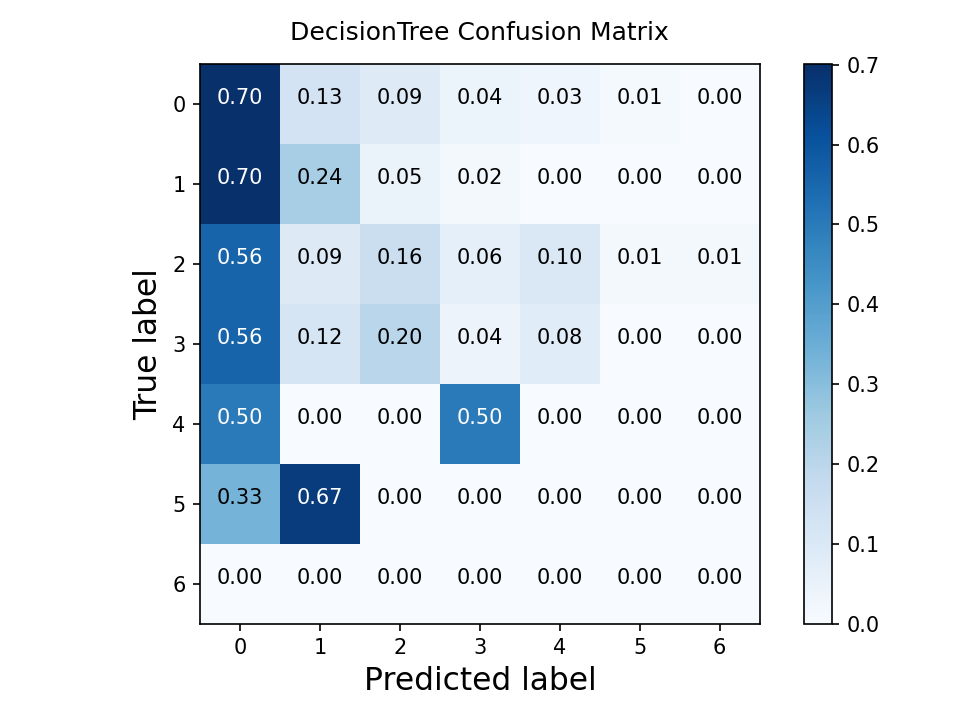 DecisionTree Confusion Matrix
0 0.70 0.13 0.09 0.04 0.03 0.01 0.00
1 0.70 0.24 0.05 0.02 0.00 0.00 0.00
2 0.56 0.09 0.16 0.06 0.10 0.01 0.01
3 0.56 0.12 0.20 0.04 0.08 0.00 0.00
4 0.50 0.00 0.00 0.50 0.00 0.00 0.00
5 0.33 0.67 0.00 0.00 0.00 0.00 0.00
6 0.00 0.00 0.00 0.00 0.00 0.00 0.00
0 1 2 3 4 5 6
Predicted label
True label
0.7
0.6
0.5
0.4
0.3
0.2
0.1
0.0